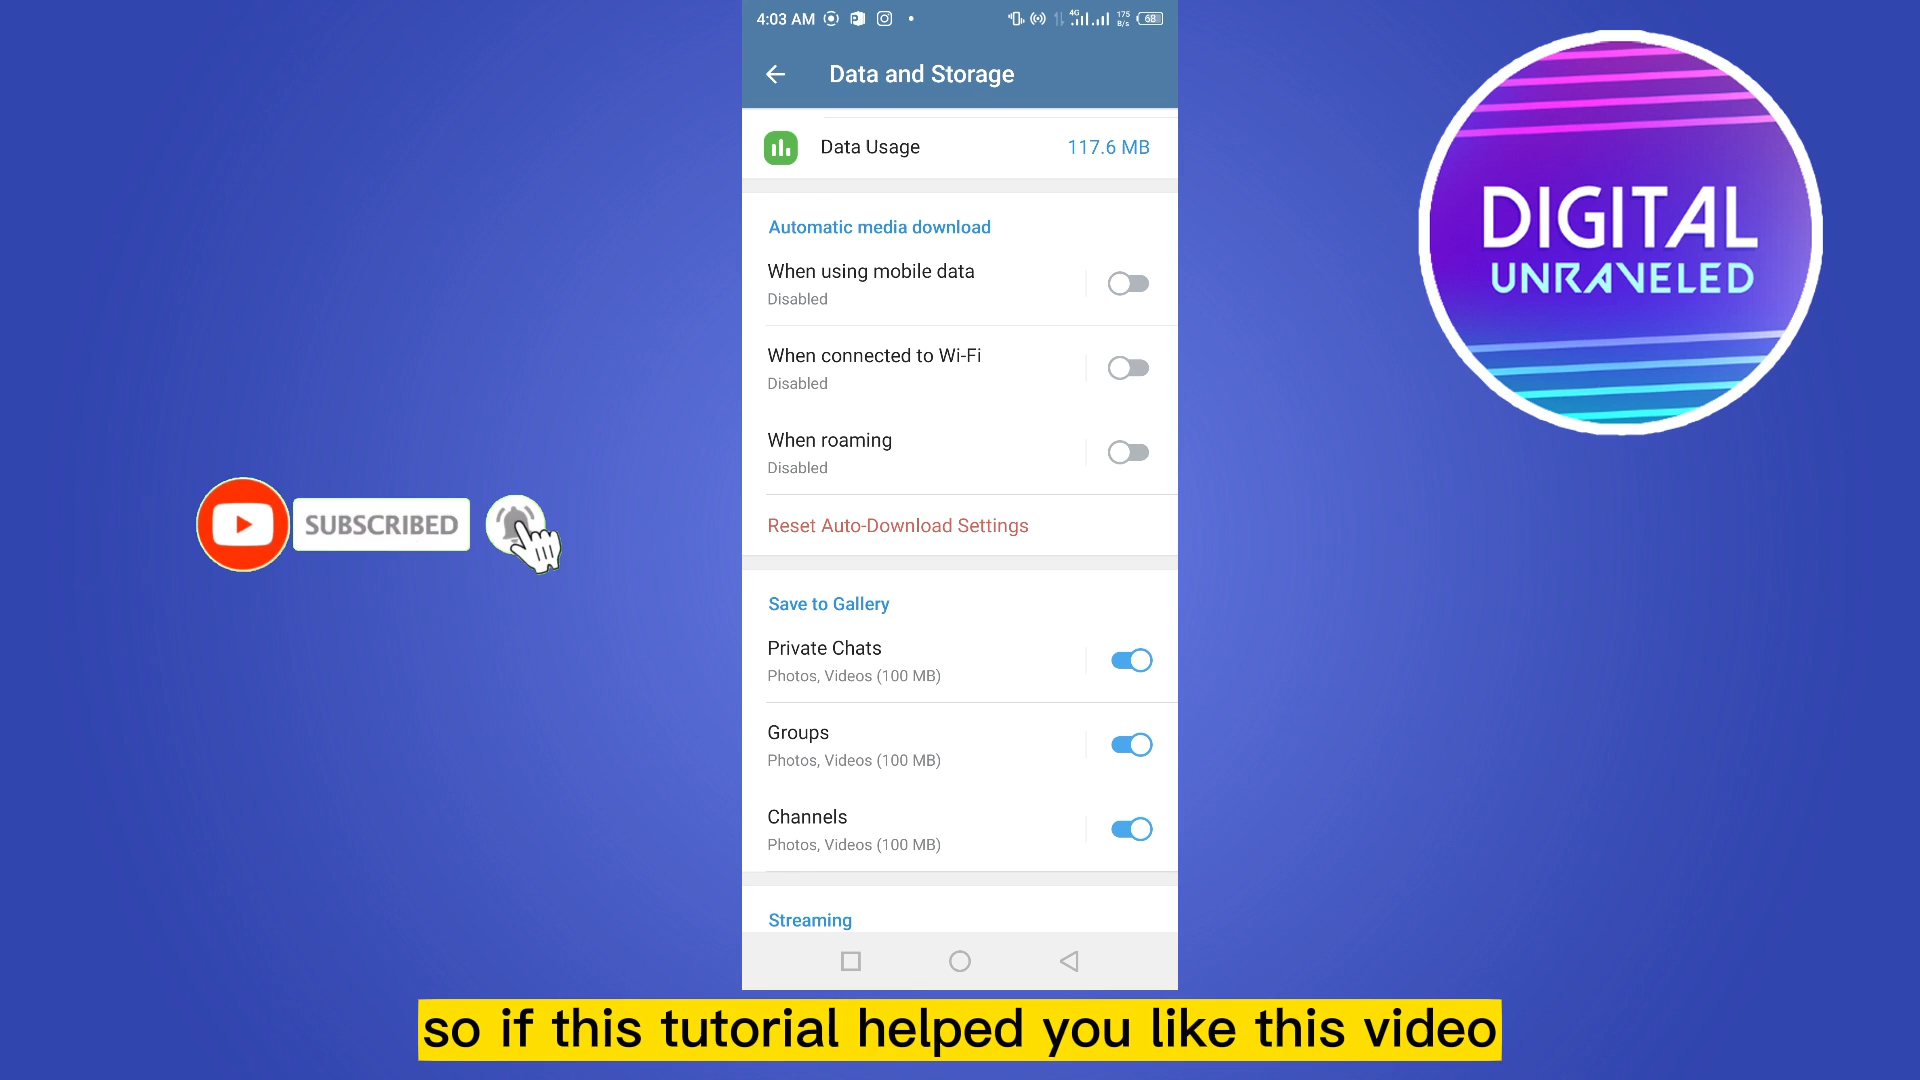 4:03 AM
4G
175
B/s
68
Data and Storage
Data Usage
117.6 MB
Automatic media download
When using mobile data
Disabled
When connected to Wi-Fi
Disabled
When roaming
Disabled
Reset Auto-Download Settings
Save to Gallery
Private Chats
Photos, Videos (100 MB)
Groups
Photos, Videos (100 MB)
Channels
Photos, Videos (100 MB)
Streaming
DIGITAL
UNRAVELED
SUBSCRIBED
so if this tutorial helped you like this video